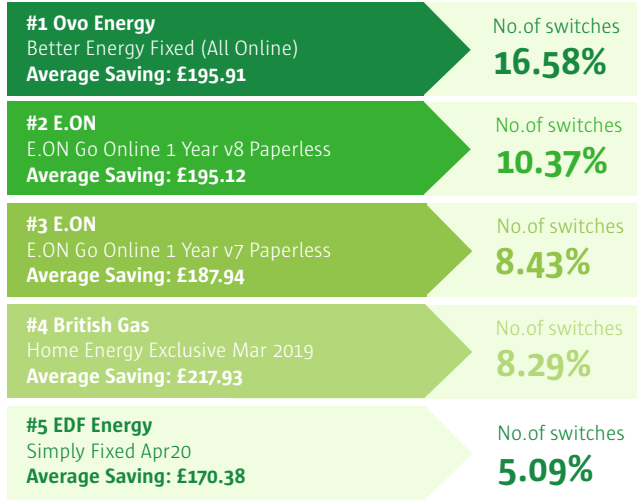 #1 Ovo Energy
Better Energy Fixed (All Online)
Average Saving: £195.91
No.of switches
16.58%
#2 E.ON
E.ON Go Online 1 Year v8 Paperless
Average Saving: £195.12
No.of switches
10.37%
#3 E.ON
E.ON Go Online 1 Year v7 Paperless
Average Saving: £187.94
No.of switches
8.43%
#4 British Gas
Home Energy Exclusive Mar 2019
Average Saving: £217.93
No.of switches
8.29%
#5 EDF Energy
Simply Fixed Apr20
Average Saving: £170.38
No.of switches
5.09%